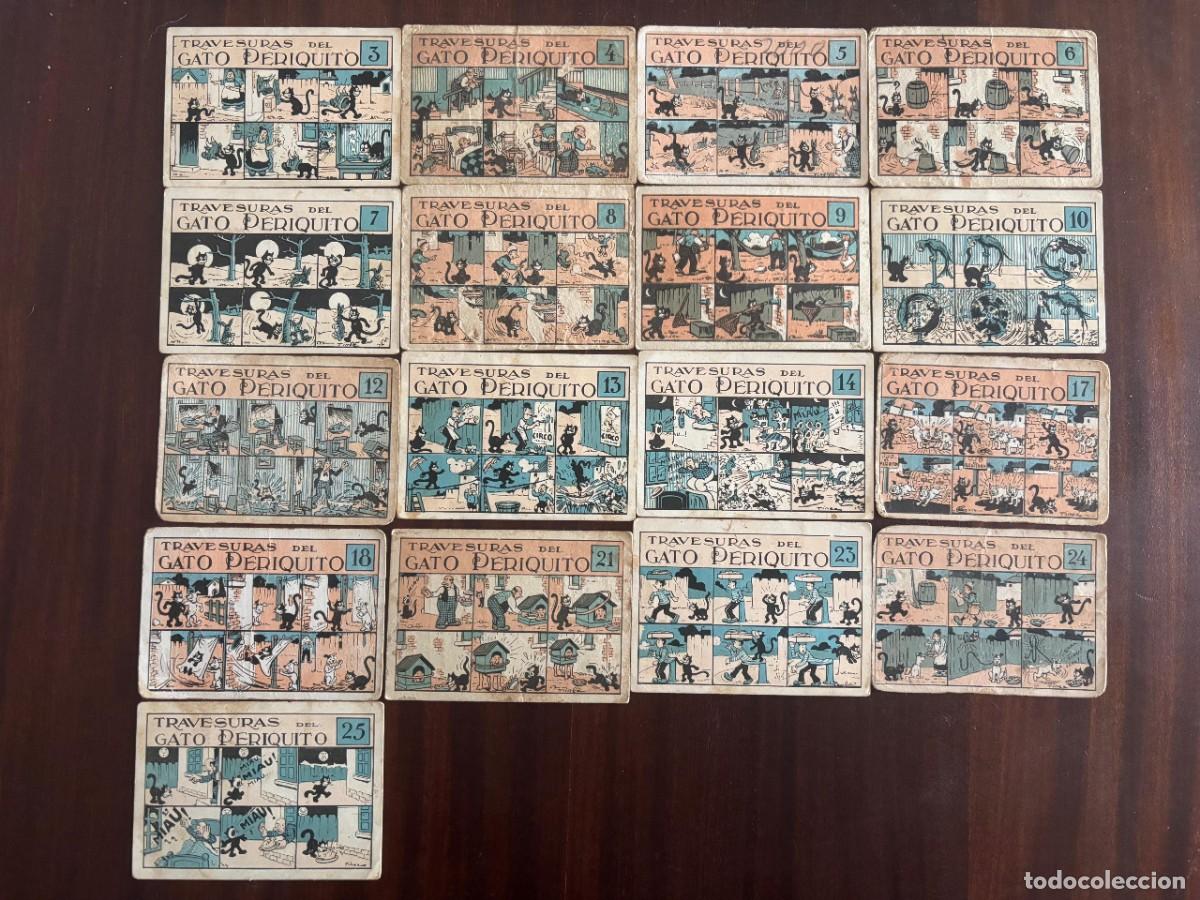 TRAVESURAS DEL
GATO PERIQUITO 3
TRAVESURAS DEL
GATO PERIQUITO 4
TRAVESURAS DEL
GATO PERIQUITO 5
TRAVESURAS DEL
GATO PERIQUITO 6
TRAVESURAS DEL
GATO PERIQUITO 7
TRAVESURAS DEL
GATO PERIQUITO 8
TRAVESURAS DEL
GATO PERIQUITO 9
TRAVESURAS DEL
GATO PERIQUITO 10
TRAVESURAS DEL
GATO PERIQUITO 12
TRAVESURAS DEL
GATO PERIQUITO 13
CIRCO
CIRCO
TRAVESURAS DEL
GATO PERIQUITO 14
MIAU
TRAVESURAS DEL
GATO PERIQUITO 17
TRAVESURAS DEL
GATO PERIQUITO 18
TRAVESURAS DEL
GATO PERIQUITO 21
TRAVESURAS DEL
GATO PERIQUITO 23
TRAVESURAS DEL
GATO PERIQUITO 24
TRAVESURAS DEL
GATO PERIQUITO 25
MIAU
MIAU!
MIAU
MIAU!
MIAU!
todocoleccion